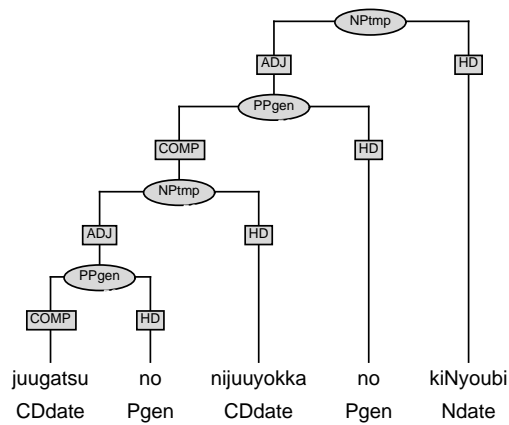 NPtmp
ADJ HD
PPgen
COMP HD
NPtmp
ADJ HD
PPgen
COMP HD
juugatsu no nijuuyokka no kiNyoubi
CDdate Pgen CDdate Pgen Ndate